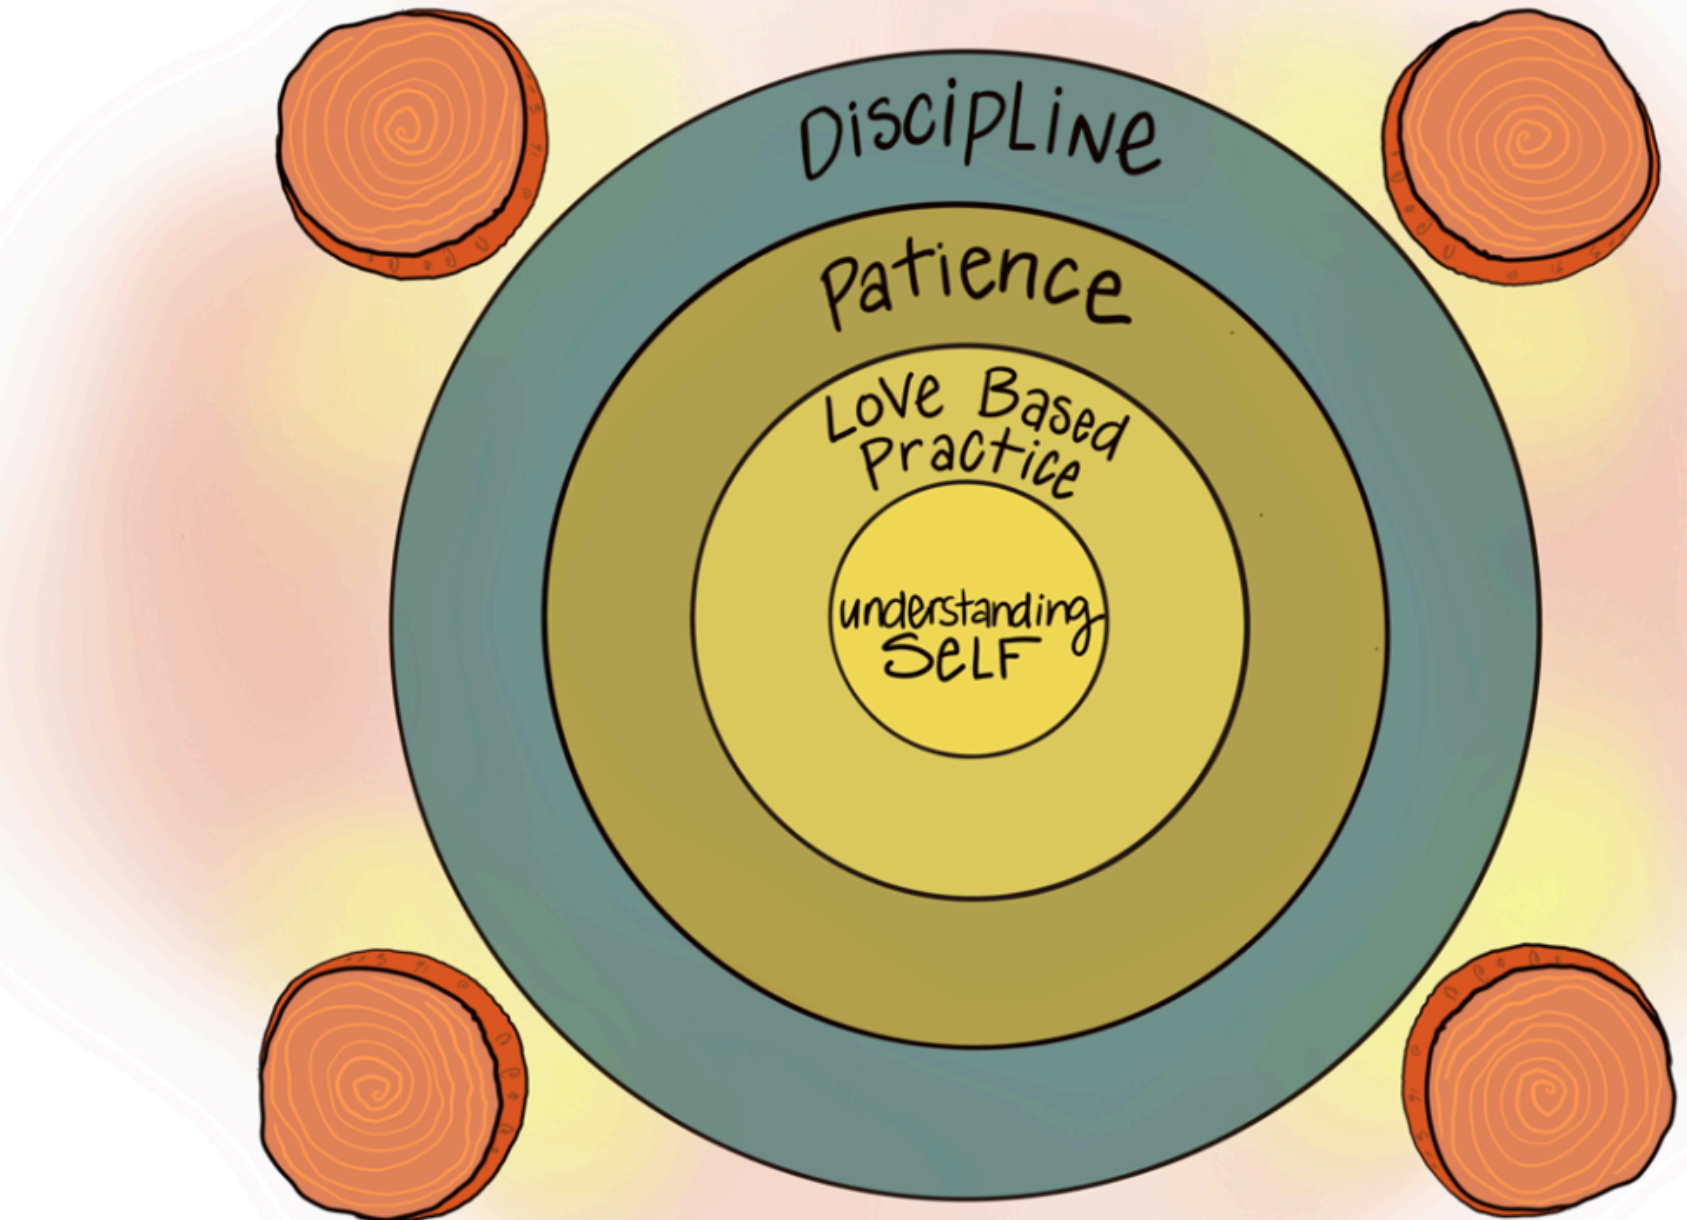 Discipline
Patience
Love Based
Practice
understanding
Self